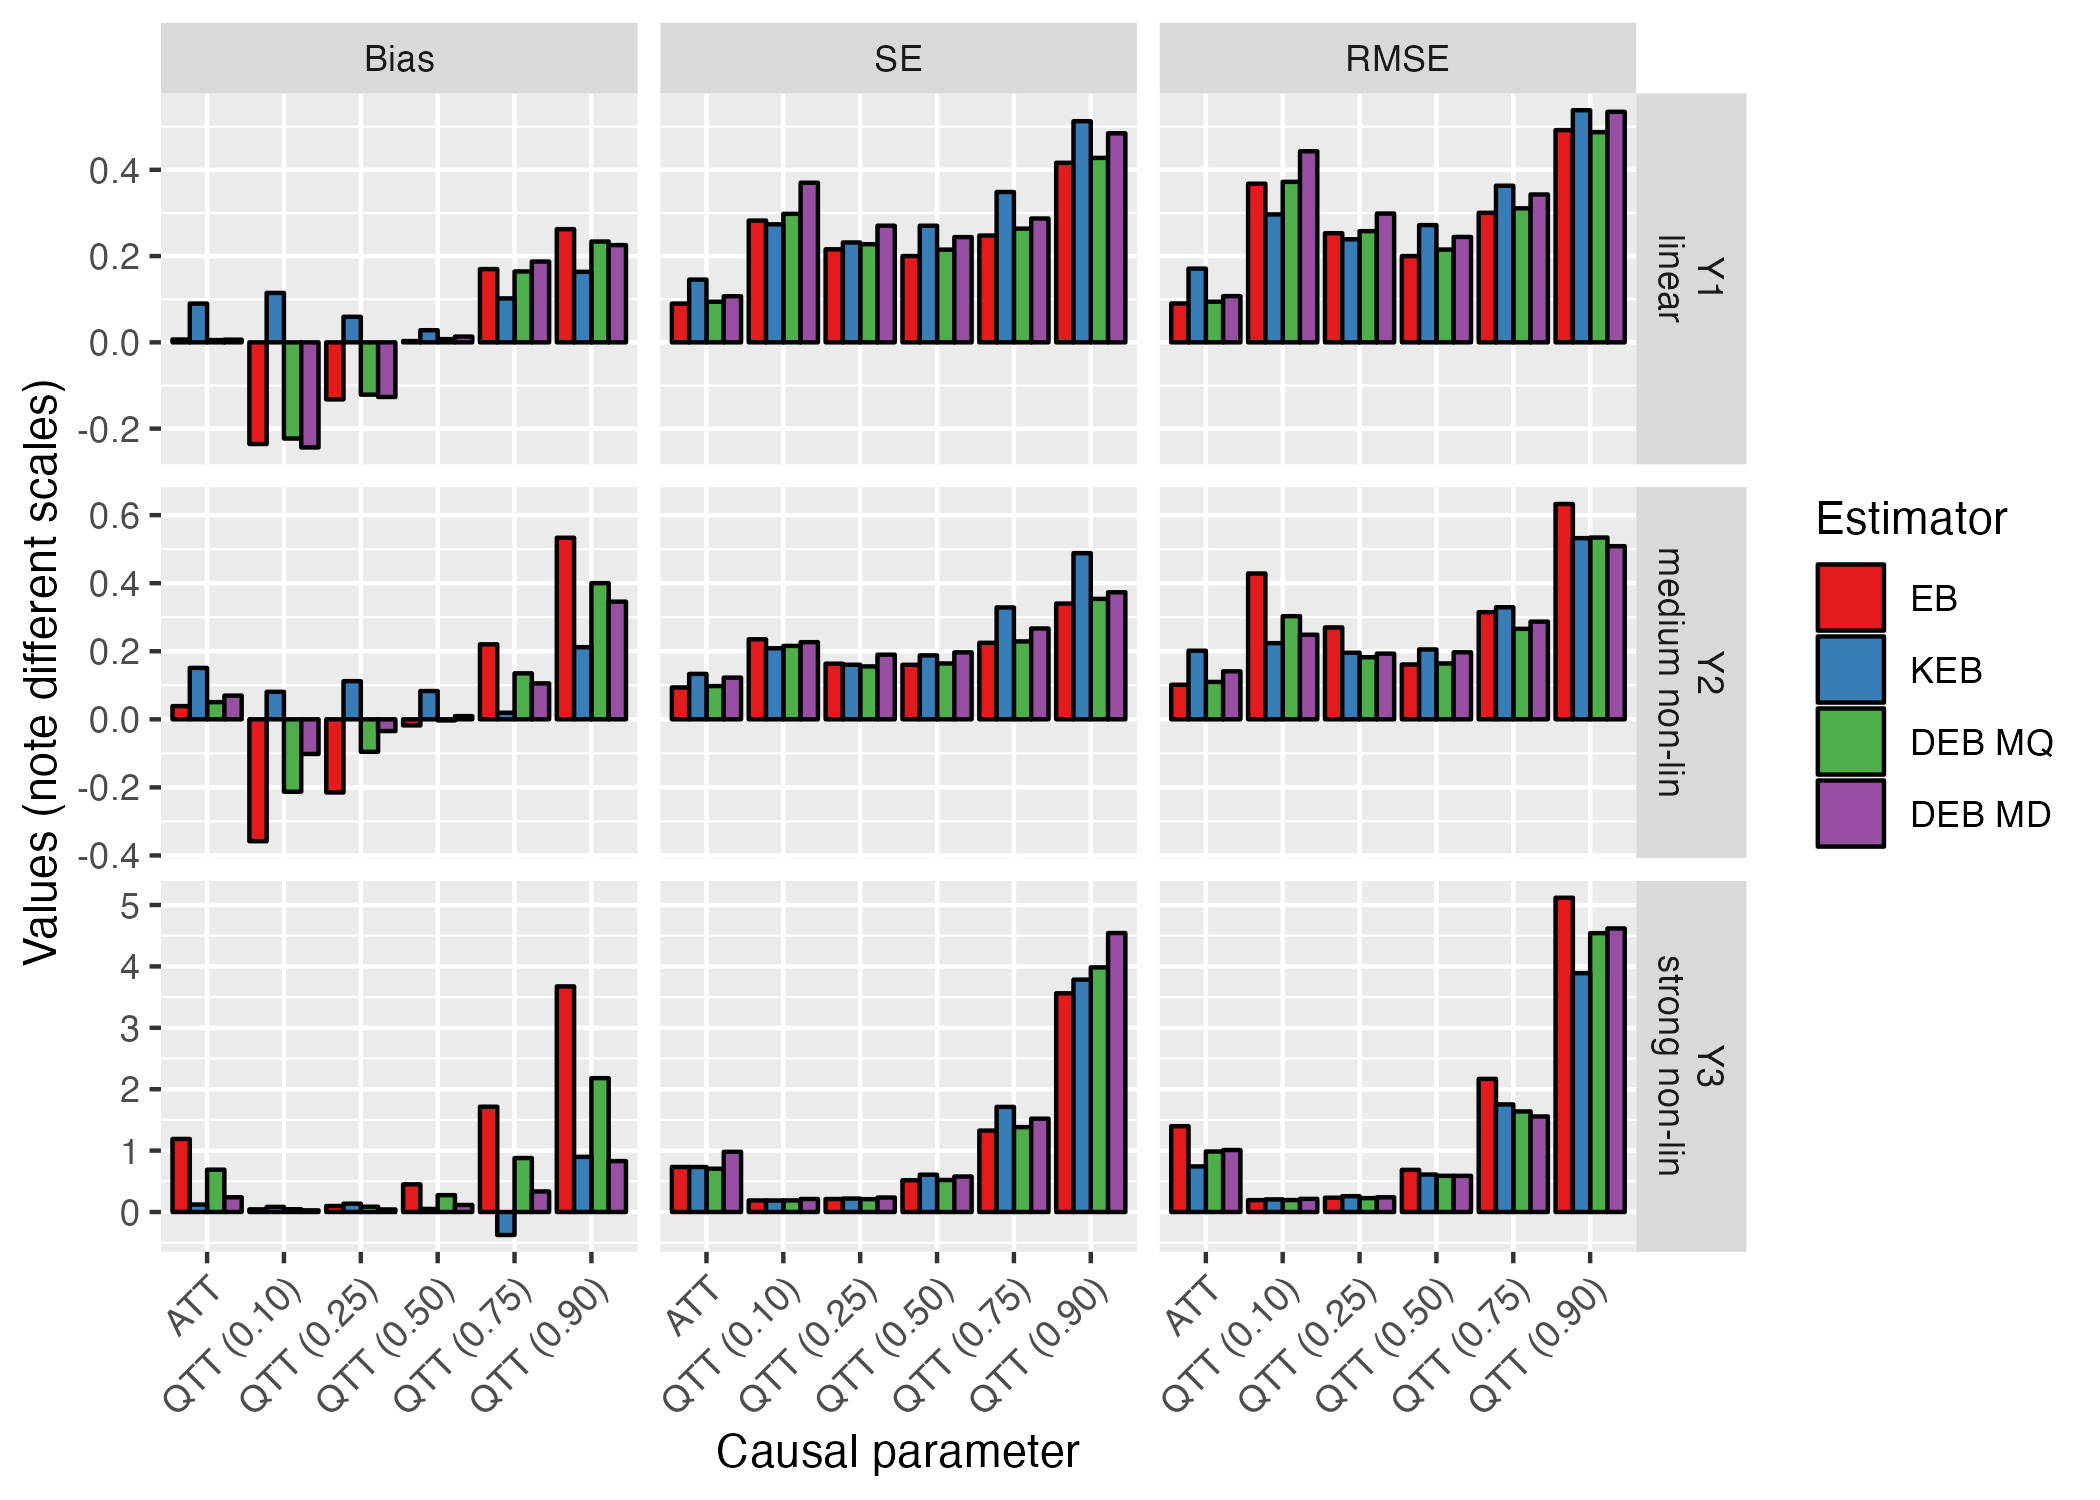 Bias
SE
RMSE
Values (note different scales)
0.4
0.2
0.0
-0.2
Y1
linear
0.6
0.4
0.2
0.0
-0.2
-0.4
Y2
medium non-lin
5
4
3
2
1
0
Y3
strong non-lin
ATT
QTT (0.10)
QTT (0.25)
QTT (0.50)
QTT (0.75)
QTT (0.90)
ATT
QTT (0.10)
QTT (0.25)
QTT (0.50)
QTT (0.75)
QTT (0.90)
ATT
QTT (0.10)
QTT (0.25)
QTT (0.50)
QTT (0.75)
QTT (0.90)
Causal parameter
Estimator
EB
KEB
DEB MQ
DEB MD